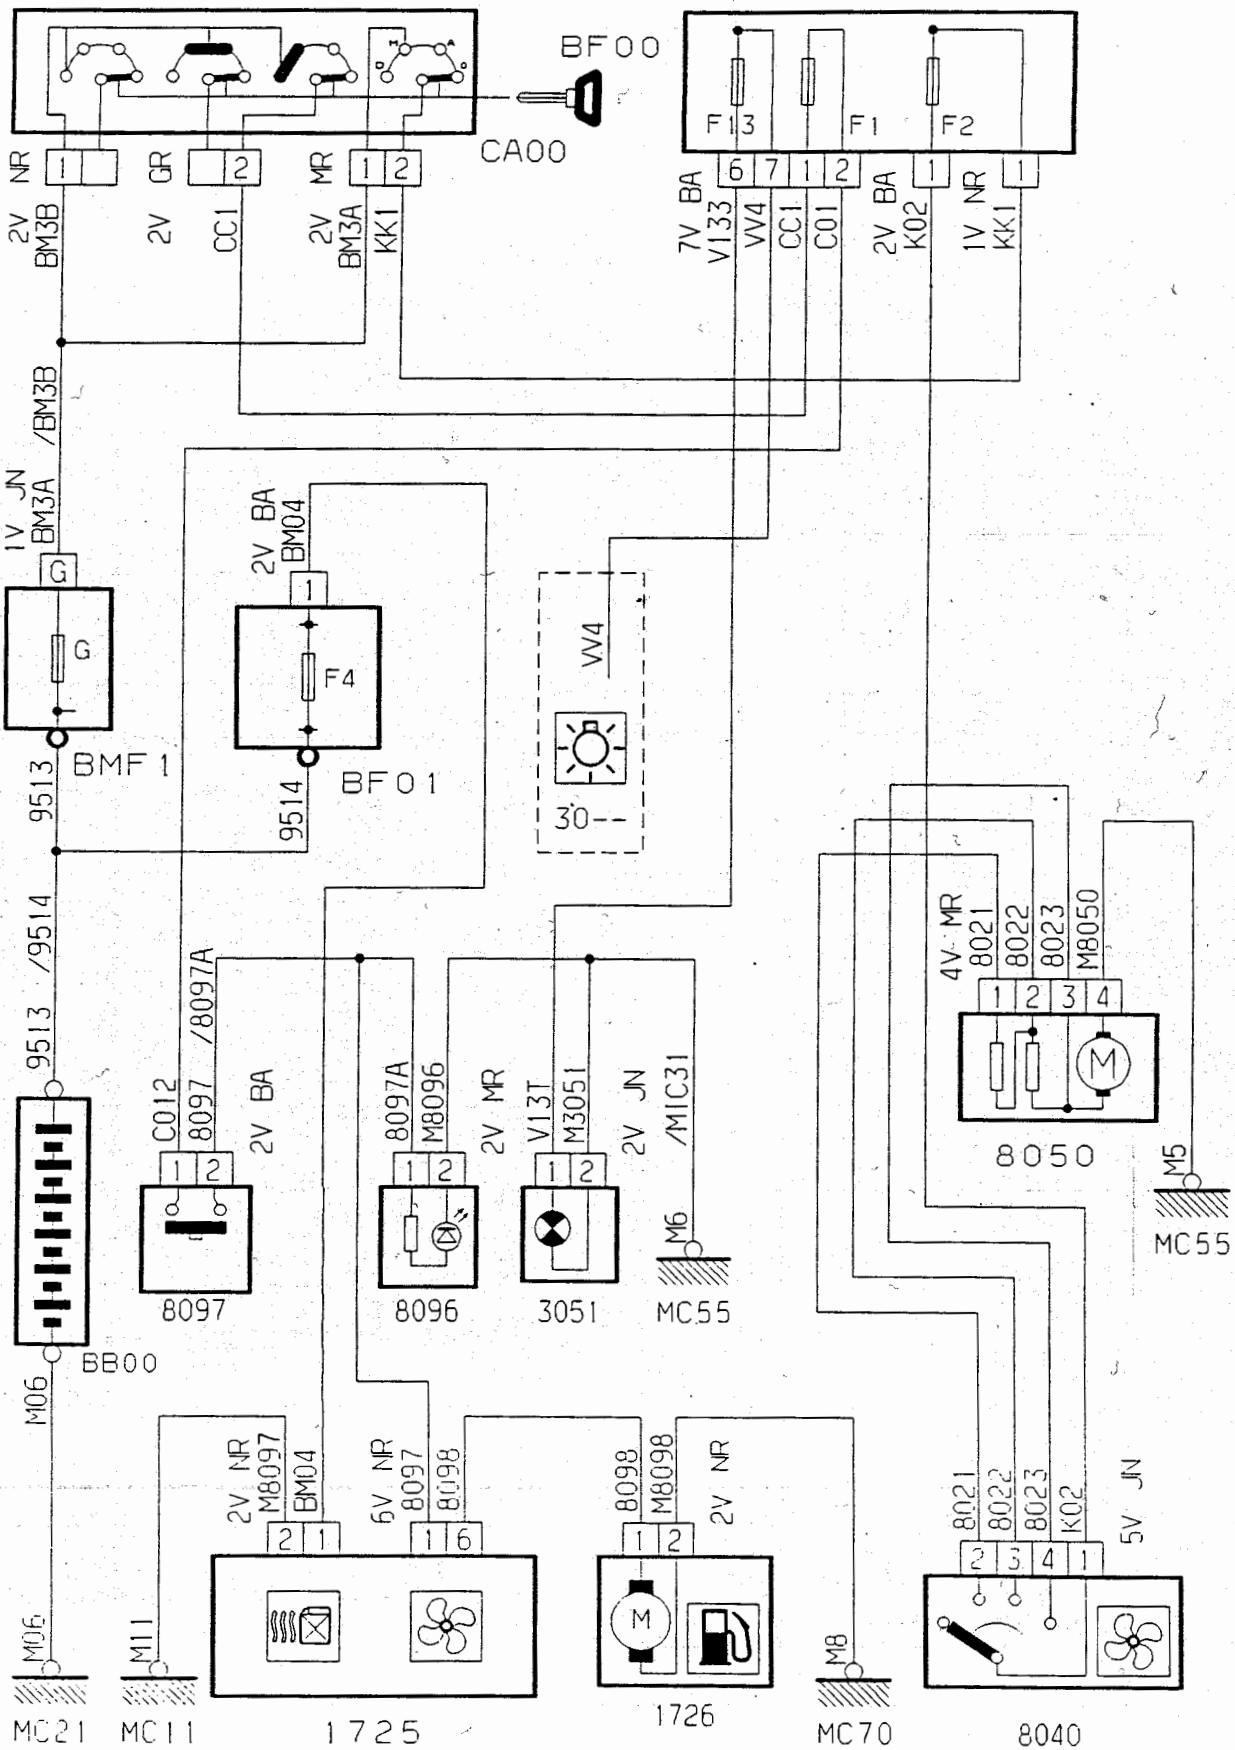 BF00
M A
D D
F13 F1 F2
CA00
1 2 1 2
6 7 1 2 1 1
2V NR
BM3B
2V GR
CC1
2V MR
BM3A
KK1
7V BA
V133
VV4
CC1
C01
2V BA
K02
1V NR
KK1
1V JN
BM3A /BM3B
2V BA
BM04
G
1
G
F4
VV4
BMF1
BF01
30--
9513
9514
9513 /9514
4V MR
8021
8022
8023
M8050
1 2 3 4
M
8050
C012
8097 /8097A
2V BA
8097A
M8096
2V MR
V13T
M3051
2V JN
/MIC31
M6
M5
1 2 1 2 1 2
MC55
8097 8096 3051 MC55
BB00
M06
2V NR
M8097
BM04
6V NR
8097
8098
8098
M8098
2V NR
8021
8022
8023
K02
5V JN
2 1 1 6 1 2
2 3 4 1
M
M06
M11
M8
MC21 MC11 1725 1726 MC70 8040